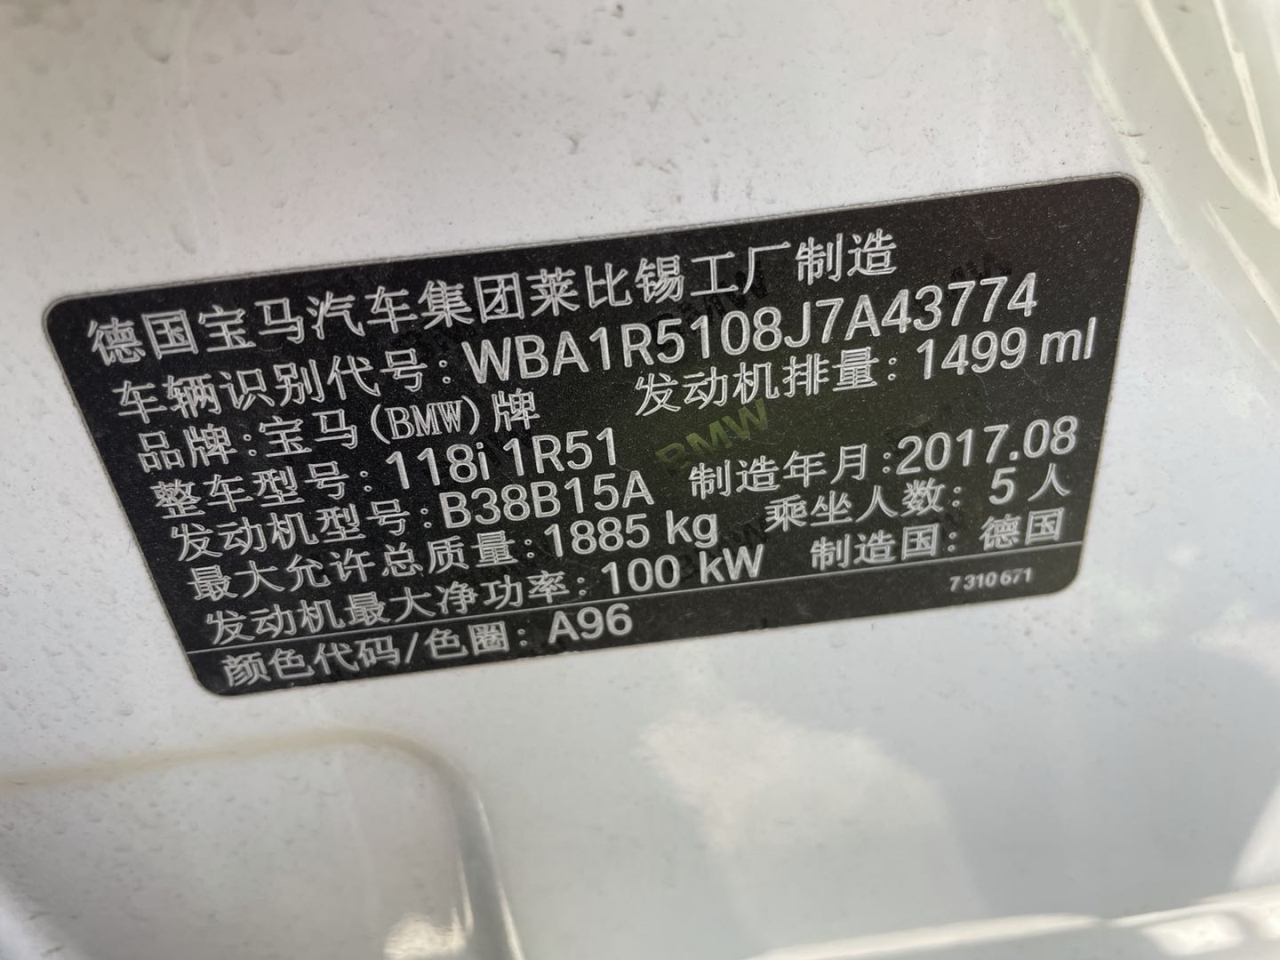 德国宝马汽车集团莱比锡工厂制造
车辆识别代号: WBA1R5108J7A43774
品牌:宝马(BMW)牌 发动机排量: 1499 ml
整车型号: 118i 1R51
发动机型号: B38B15A 制造年月:2017.08
最大允许总质量:1885 kg 乘坐人数: 5 人
发动机最大净功率: 100 kW 制造国: 德国
颜色代码/色圈: A96 7310671
BMW